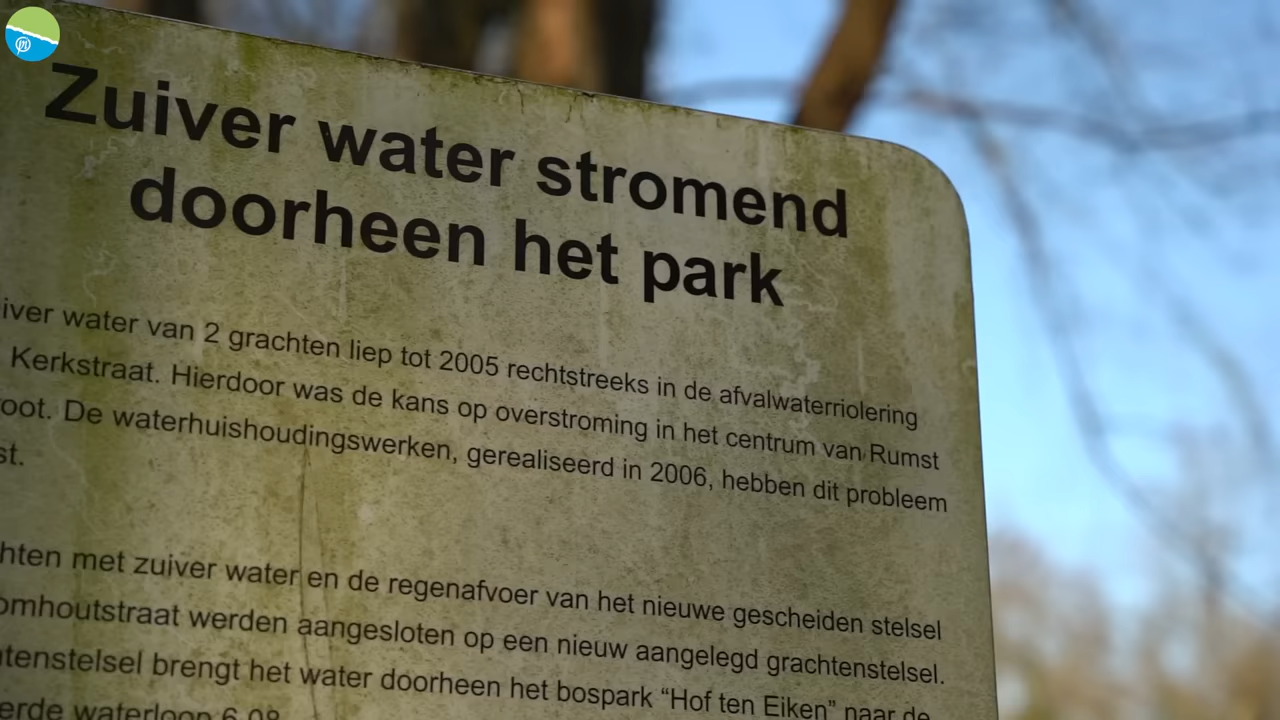 Zuiver water stromend
doorheen het park
iver water van 2 grachten liep tot 2005 rechtstreeks in de afvalwaterriolering
Kerkstraat. Hierdoor was de kans op overstroming in het centrum van Rumst
oot. De waterhuishoudingswerken, gerealiseerd in 2006, hebben dit probleem
st.
hten met zuiver water en de regenafvoer van het nieuwe gescheiden stelsel
omhoutstraat werden aangesloten op een nieuw aangelegd grachtenstelsel.
htenstelsel brengt het water doorheen het bospark “Hof ten Eiken” naar de
erde waterloop 6.08